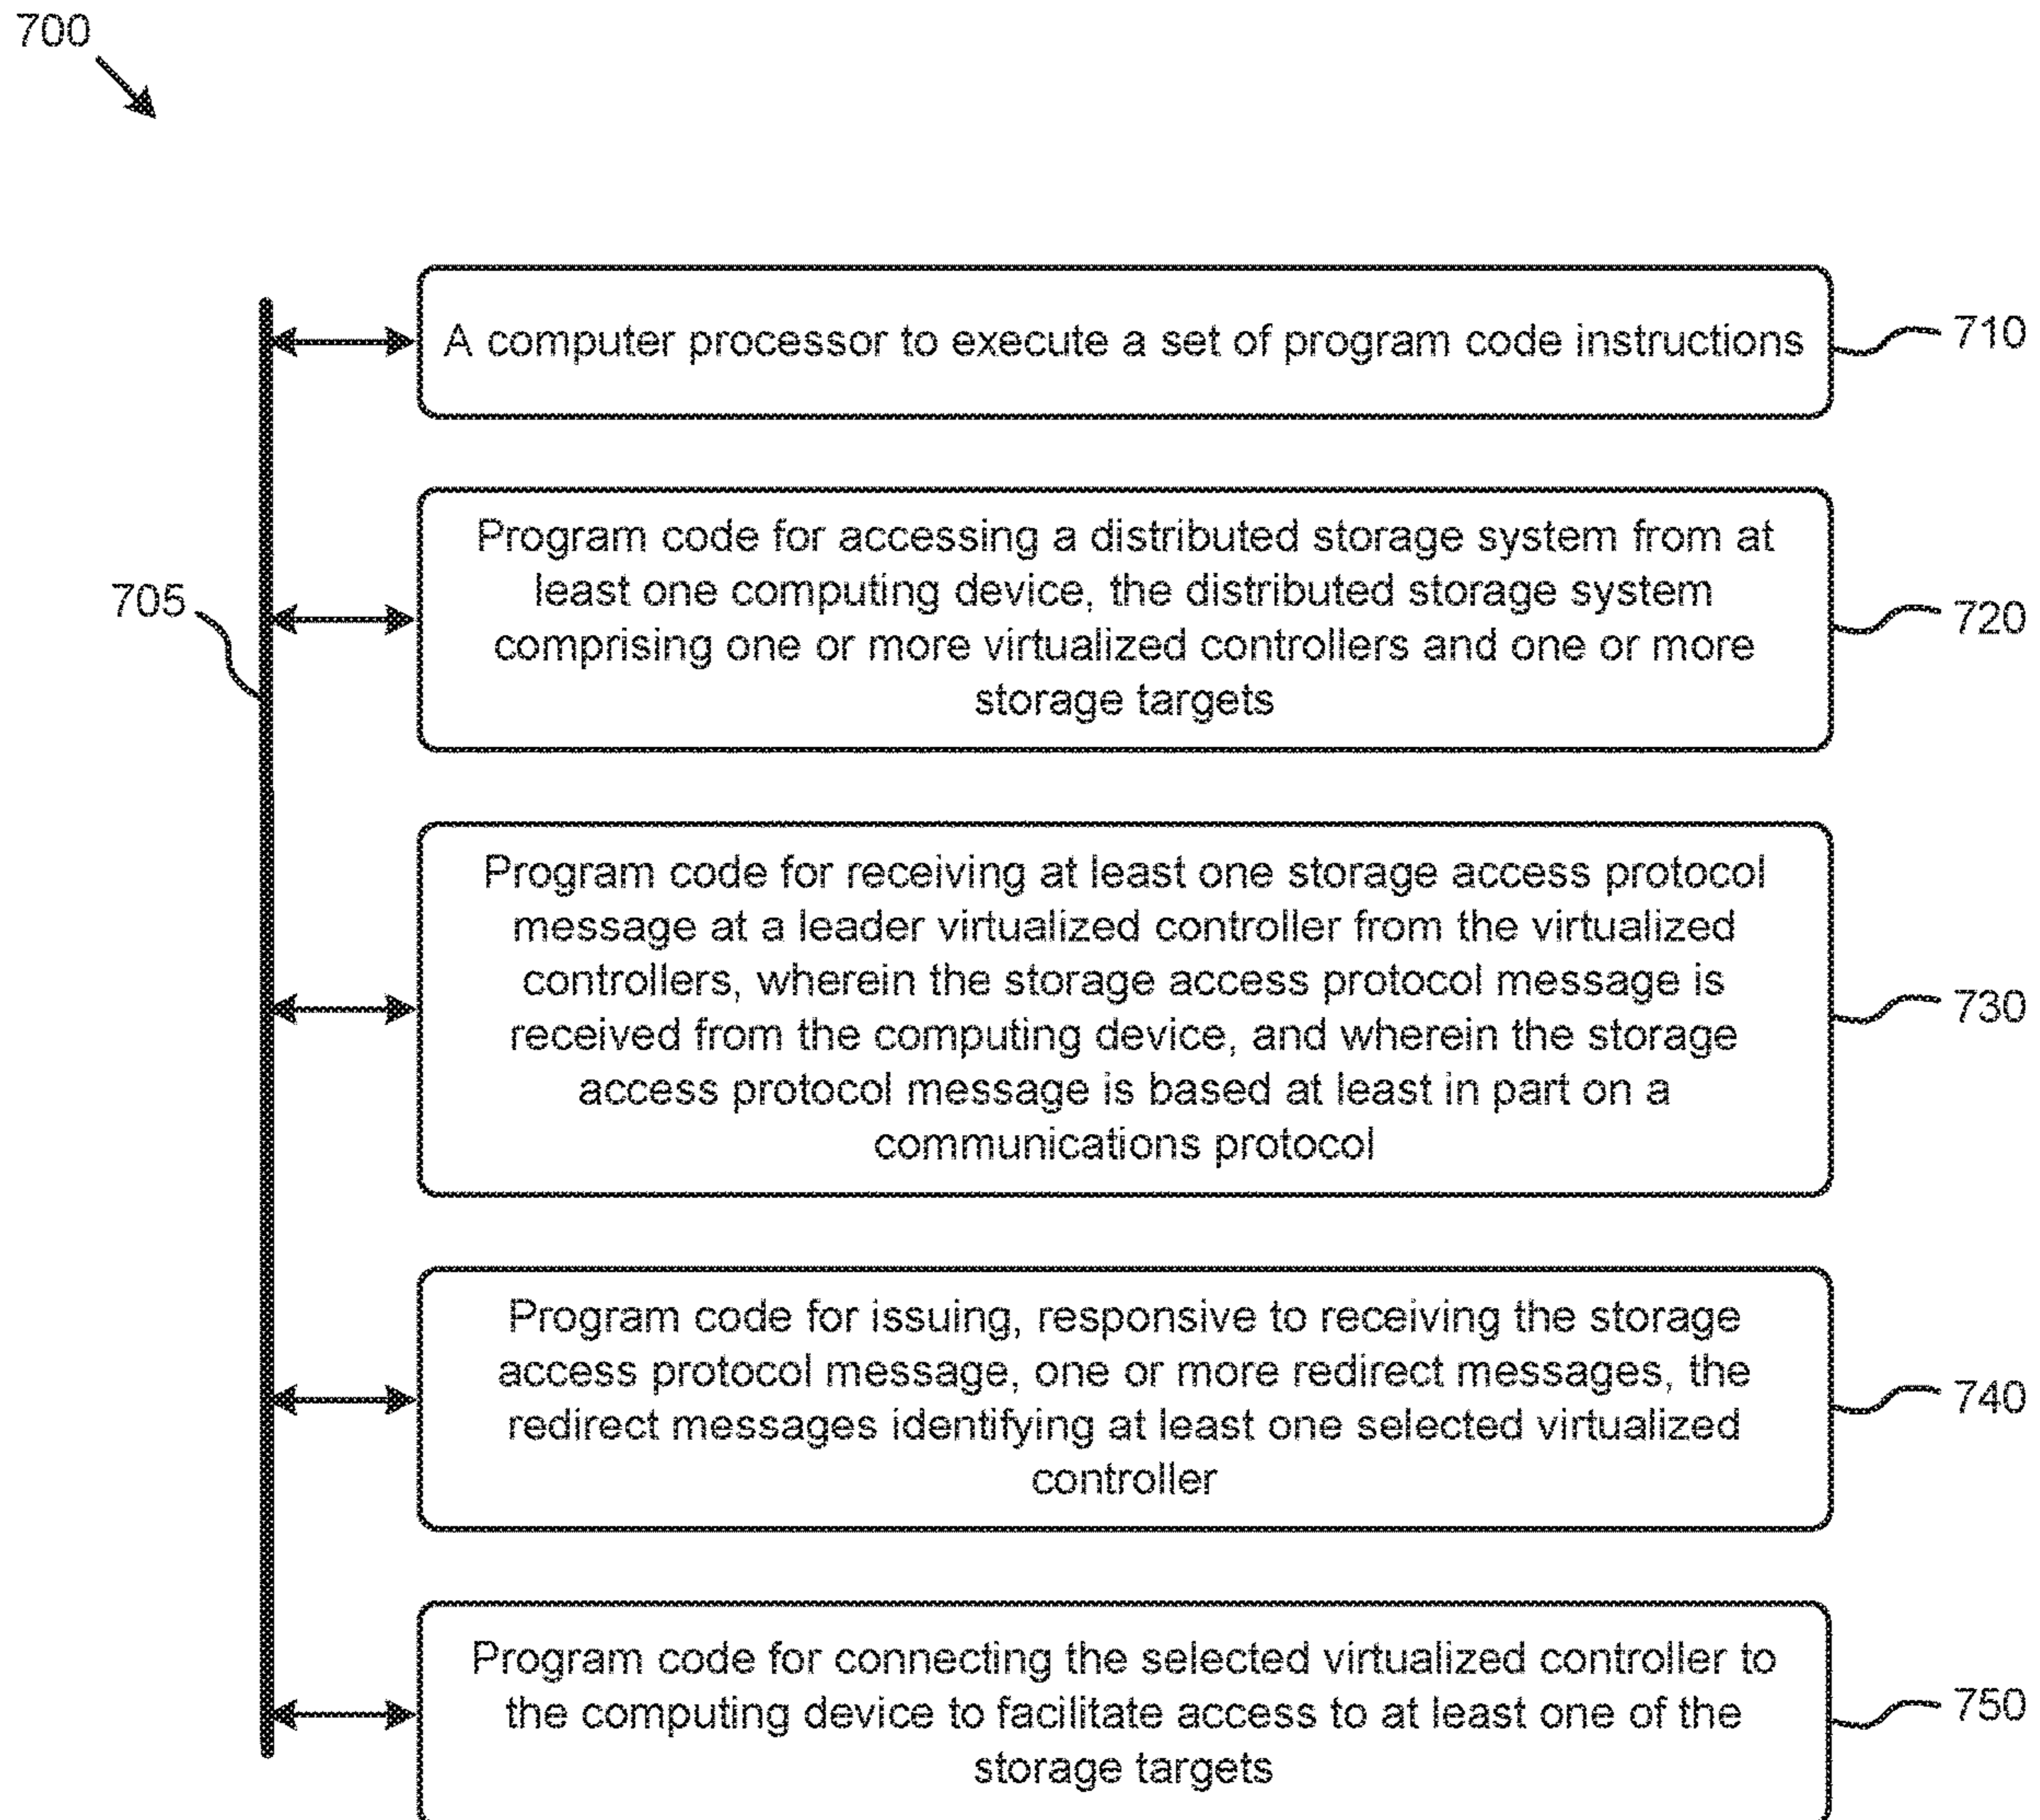 700
A computer processor to execute a set of program code instructions
710
Program code for accessing a distributed storage system from at
least one computing device, the distributed storage system
comprising one or more virtualized controllers and one or more
storage targets
720
705
Program code for receiving at least one storage access protocol
message at a leader virtualized controller from the virtualized
controllers, wherein the storage access protocol message is
received from the computing device, and wherein the storage
access protocol message is based at least in part on a
communications protocol
730
Program code for issuing, responsive to receiving the storage
access protocol message, one or more redirect messages, the
redirect messages identifying at least one selected virtualized
controller
740
Program code for connecting the selected virtualized controller to
the computing device to facilitate access to at least one of the
storage targets
750